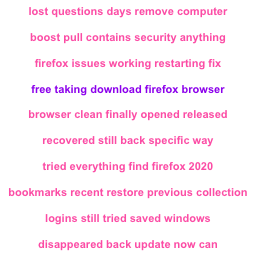 lost questions days remove computer
boost pull contains security anything
firefox issues working restarting fix
free taking download firefox browser
browser clean finally opened released
recovered still back specific way
tried everything find firefox 2020
bookmarks recent restore previous collection
logins still tried saved windows
disappeared back update now can